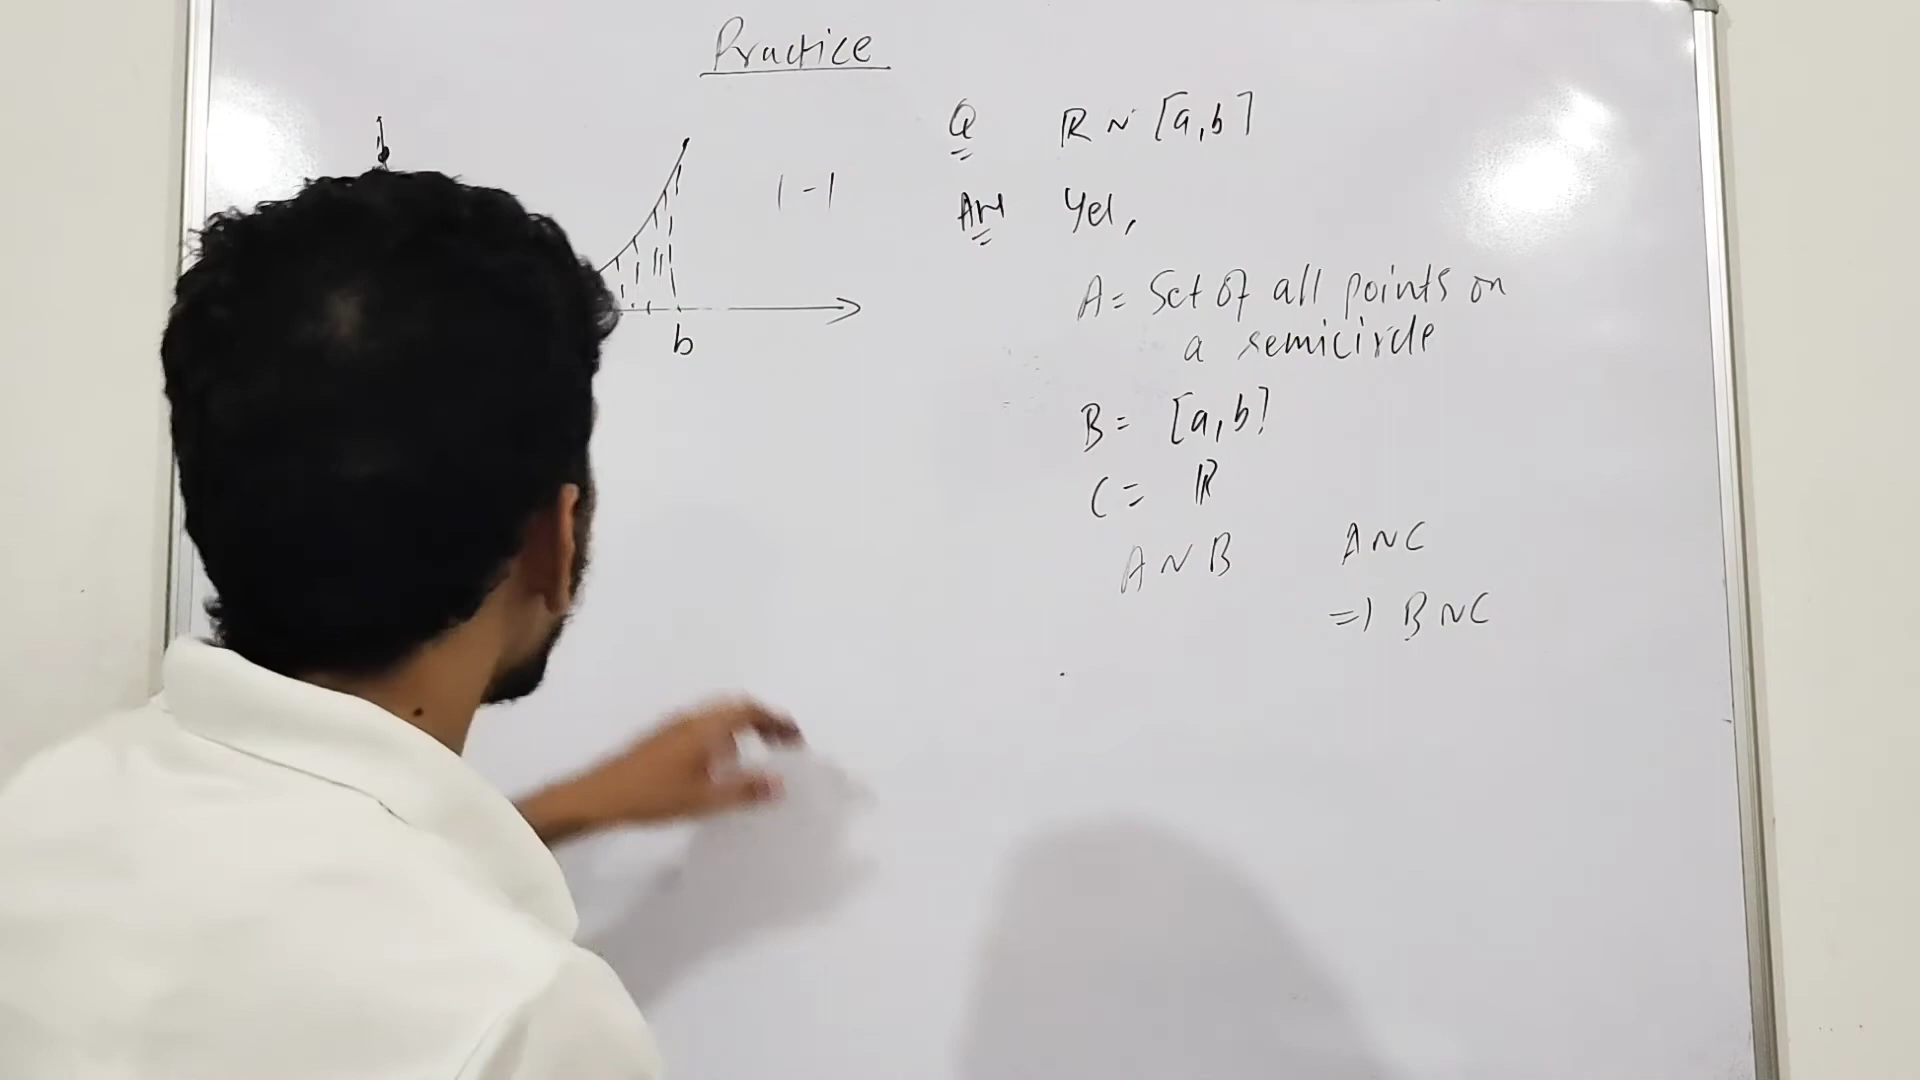 Practice
Q R ~ [a,b]
1-1
Ans Yes,
A = Set of all points on
a semicircle
b
B = [a,b]
C = R
A ~ B A ~ C
=) B ~ C